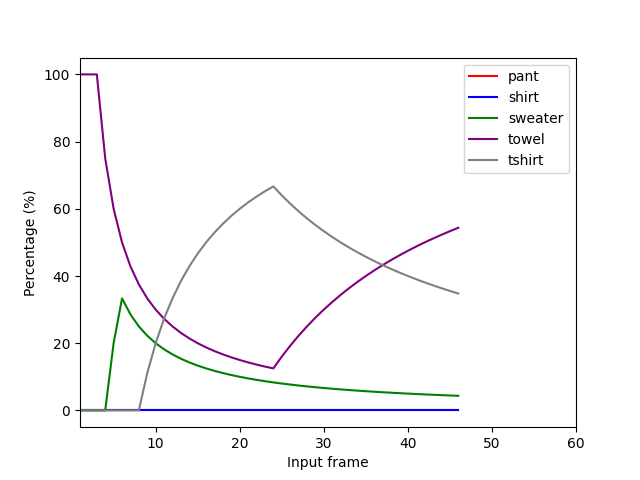 100
80
60
40
20
0
Percentage (%)
10 20 30 40 50 60
Input frame
pant
shirt
sweater
towel
tshirt